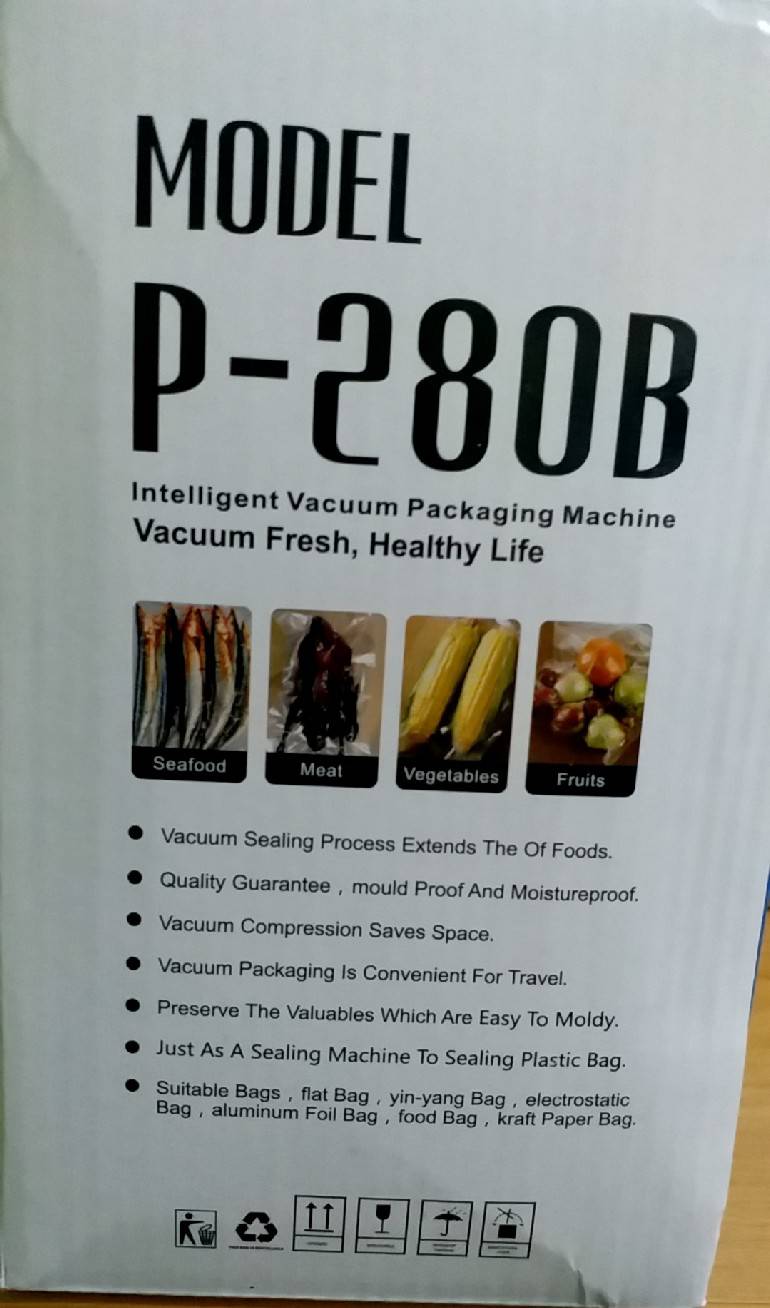 MODEL
P-280B
Intelligent Vacuum Packaging Machine
Vacuum Fresh, Healthy Life
Seafood
Meat
Vegetables
Fruits
● Vacuum Sealing Process Extends The Of Foods.
● Quality Guarantee , mould Proof And Moistureproof.
● Vacuum Compression Saves Space.
● Vacuum Packaging Is Convenient For Travel.
● Preserve The Valuables Which Are Easy To Moldy.
● Just As A Sealing Machine To Sealing Plastic Bag.
● Suitable Bags , flat Bag , yin-yang Bag , electrostatic
Bag , aluminum Foil Bag , food Bag , kraft Paper Bag.